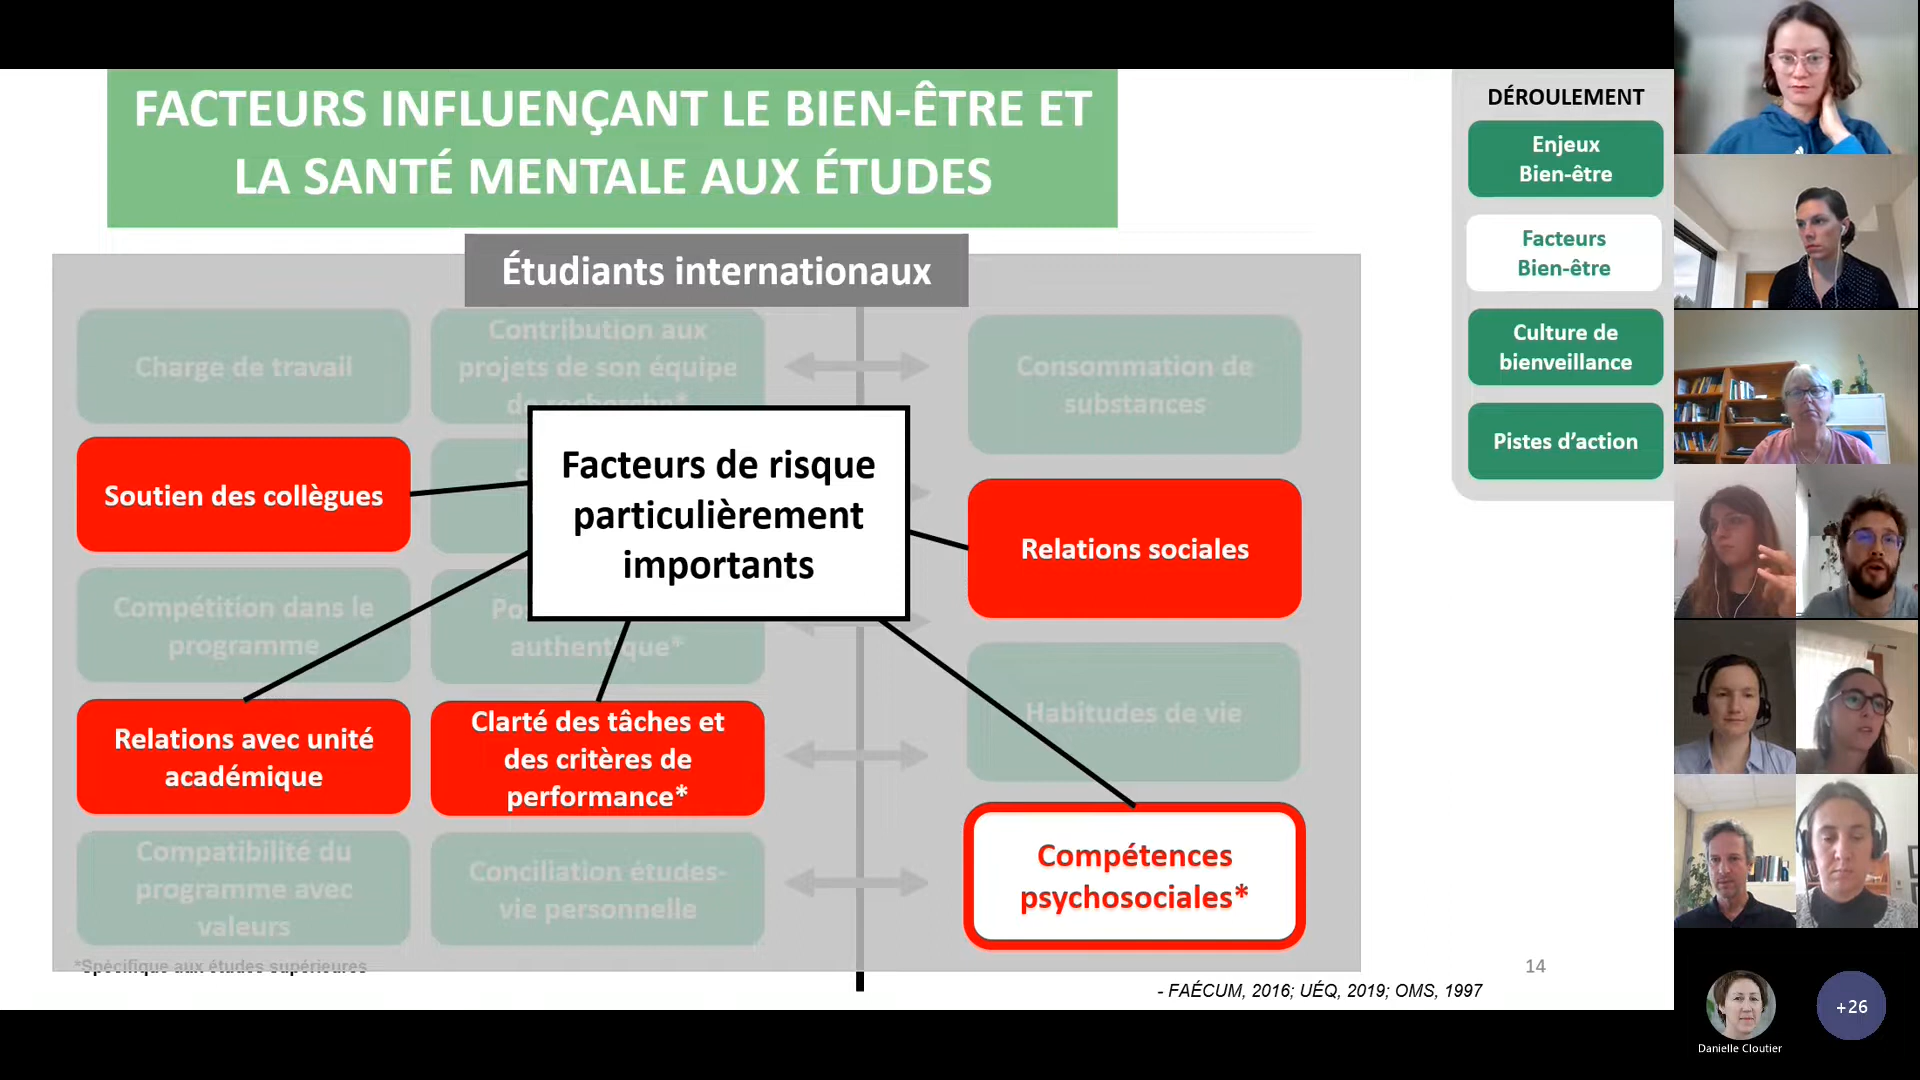 FACTEURS INFLUENÇANT LE BIEN-ÊTRE ET
LA SANTÉ MENTALE AUX ÉTUDES
Étudiants internationaux
Charge de travail
Contribution aux
projets de son équipe
de recherche*
Consommation de
substances
Soutien des collègues
Facteurs de risque
particulièrement
importants
Relations sociales
Compétition dans le
programme
authentique*
Habitudes de vie
Relations avec unité
académique
Clarté des tâches et
des critères de
performance*
Compétences
psychosociales*
Compatibilité du
programme avec
valeurs
Conciliation études-
vie personnelle
*Spécifique aux études supérieures
- FAÉCUM, 2016; UÉQ, 2019; OMS, 1997
14
DÉROULEMENT
Enjeux
Bien-être
Facteurs
Bien-être
Culture de
bienveillance
Pistes d'action
Danielle Cloutier
+26